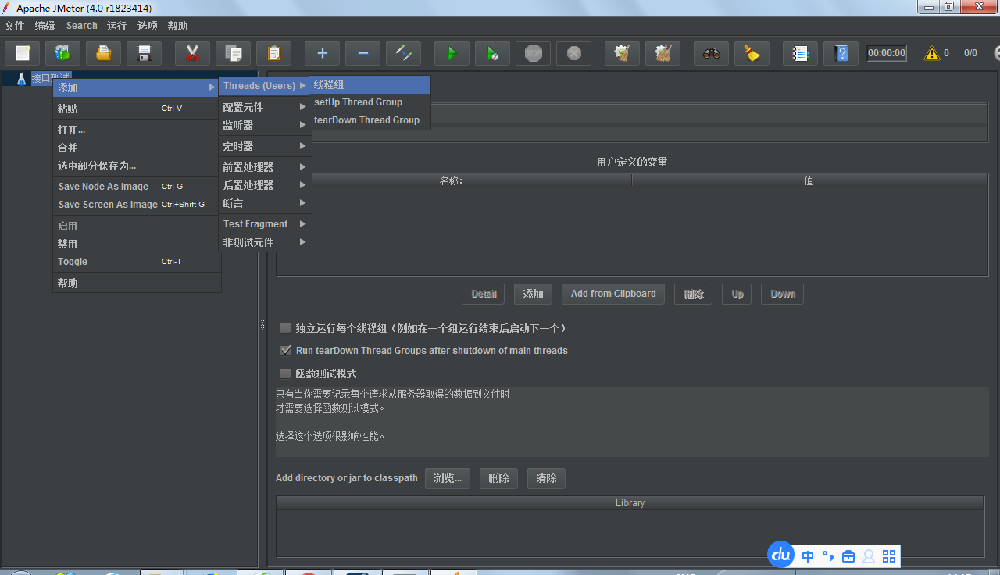 Apache JMeter (4.0 r1823414)
文件 编辑 Search 运行 选项 帮助
STOP
00:00:00 0 0/0
接口测试
添加
粘贴 Ctrl-V
打开...
合并
选中部分保存为...
Save Node As Image Ctrl-G
Save Screen As Image Ctrl+Shift-G
启用
禁用
Toggle Ctrl-T
帮助
Threads (Users)
配置元件
监听器
定时器
前置处理器
后置处理器
断言
Test Fragment
非测试元件
线程组
setUp Thread Group
tearDown Thread Group
用户定义的变量
名称: 值
Detail 添加 Add from Clipboard 删除 Up Down
独立运行每个线程组（例如在一个组运行结束后启动下一个）
Run tearDown Thread Groups after shutdown of main threads
函数测试模式
只有当你需要记录每个请求从服务器取得的数据到文件时
才需要选择函数测试模式。
选择这个选项很影响性能。
Add directory or jar to classpath 浏览... 删除 清除
Library
du 中